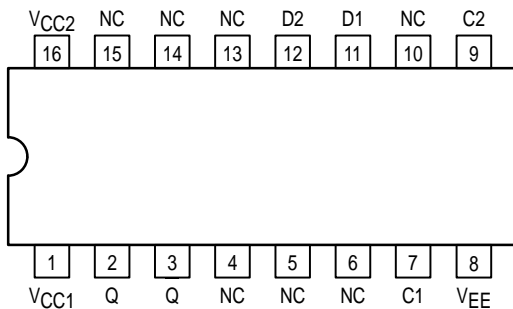 VCC2 NC NC NC D2 D1 NC C2
16 15 14 13 12 11 10 9
1 2 3 4 5 6 7 8
VCC1 Q Q NC NC NC C1 VEE